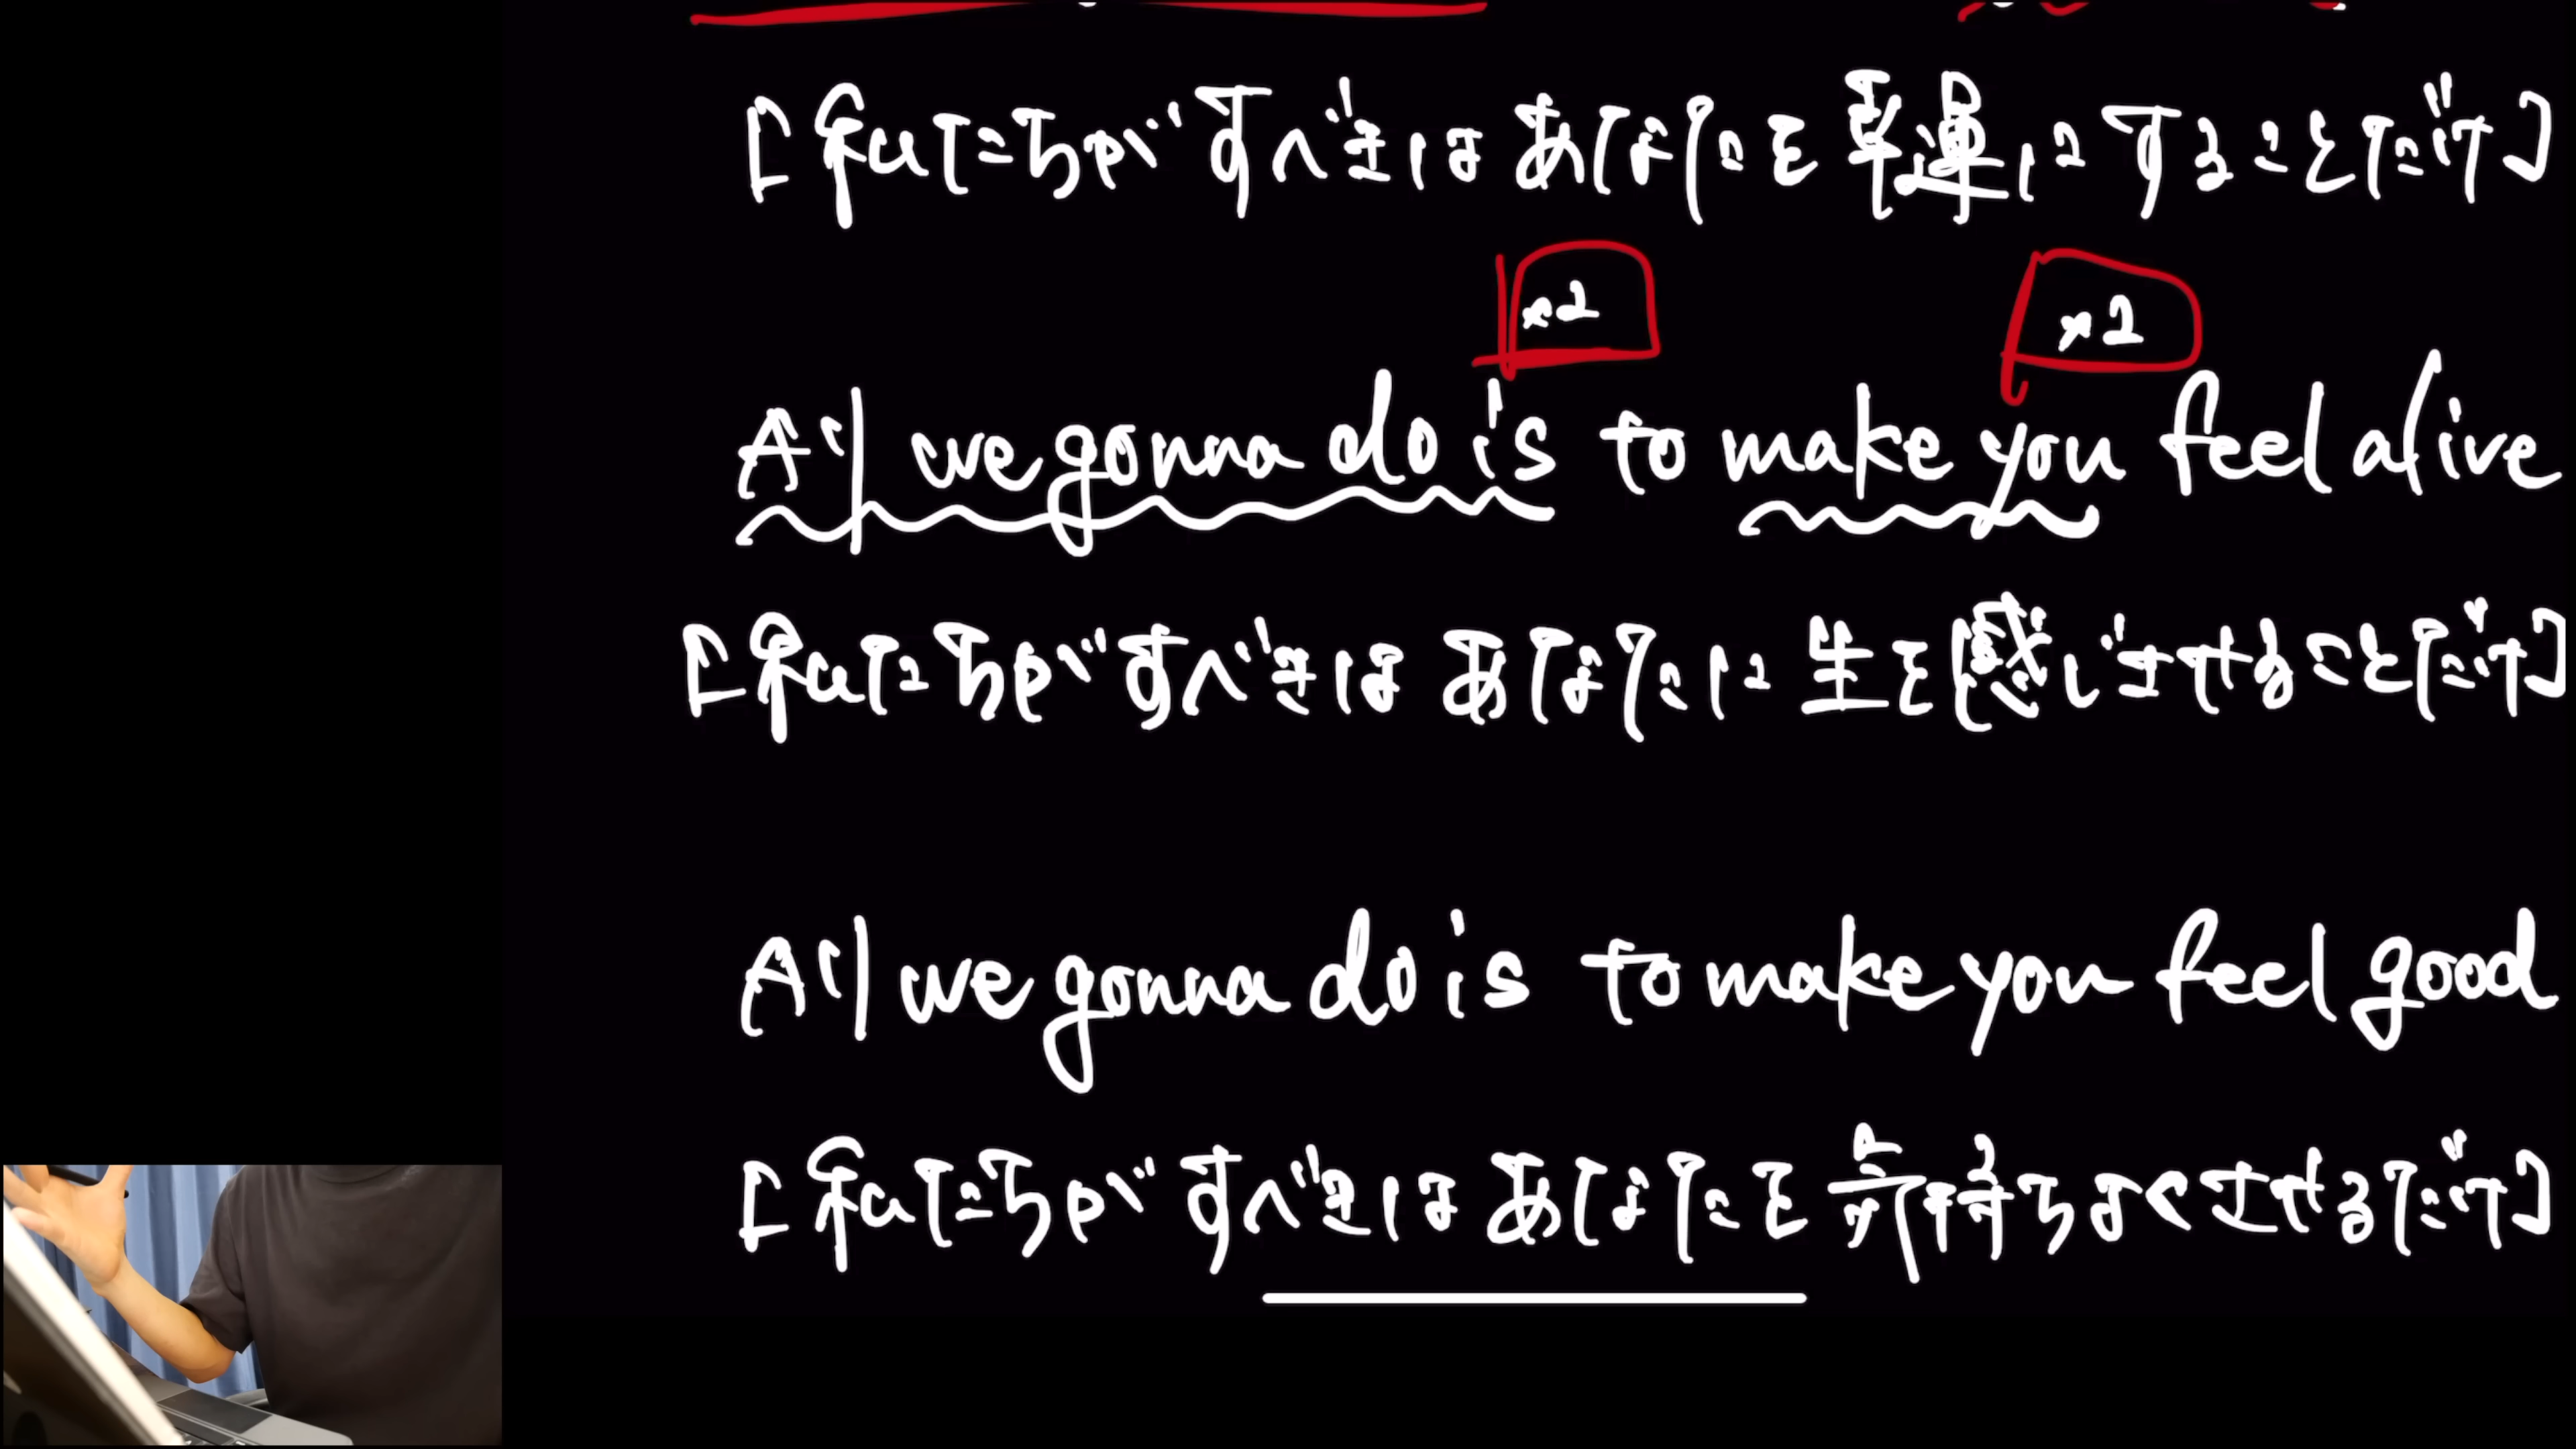 [私たちがすべきはあなたを幸運にすることだけ]
×2 ×2
All we gonna do is to make you feel alive
[私たちがすべきはあなたに生を感じさせることだけ]
All we gonna do is to make you feel good
[私たちがすべきはあなたを気持ちよくさせるだけ]